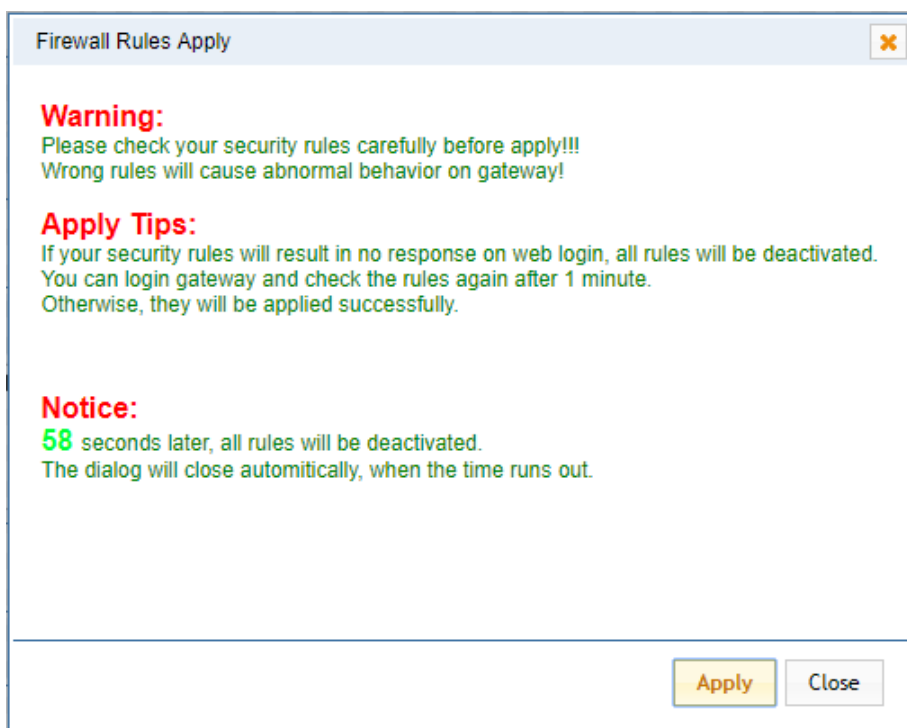 Firewall Rules Apply
Warning:
Please check your security rules carefully before apply!!!
Wrong rules will cause abnormal behavior on gateway!
Apply Tips:
If your security rules will result in no response on web login, all rules will be deactivated.
You can login gateway and check the rules again after 1 minute.
Otherwise, they will be applied successfully.
Notice:
58 seconds later, all rules will be deactivated.
The dialog will close automitically, when the time runs out.
Apply Close